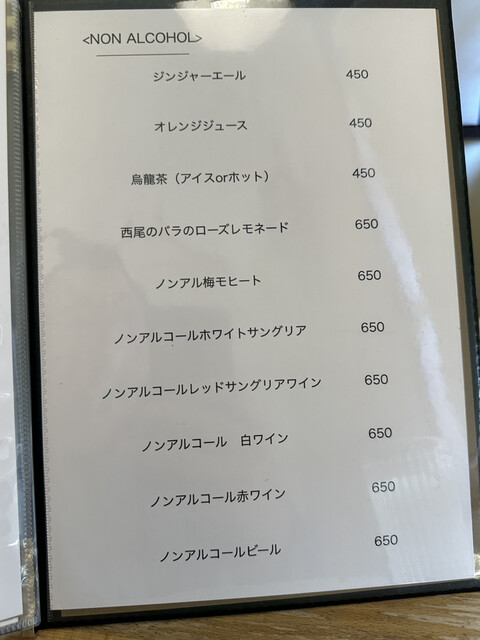 <NON ALCOHOL>
ジンジャーエール 450
オレンジジュース 450
烏龍茶（アイスorホット） 450
西尾のバラのローズレモネード 650
ノンアル梅モヒート 650
ノンアルコールホワイトサングリア 650
ノンアルコールレッドサングリアワイン 650
ノンアルコール　白ワイン 650
ノンアルコール赤ワイン 650
ノンアルコールビール 650